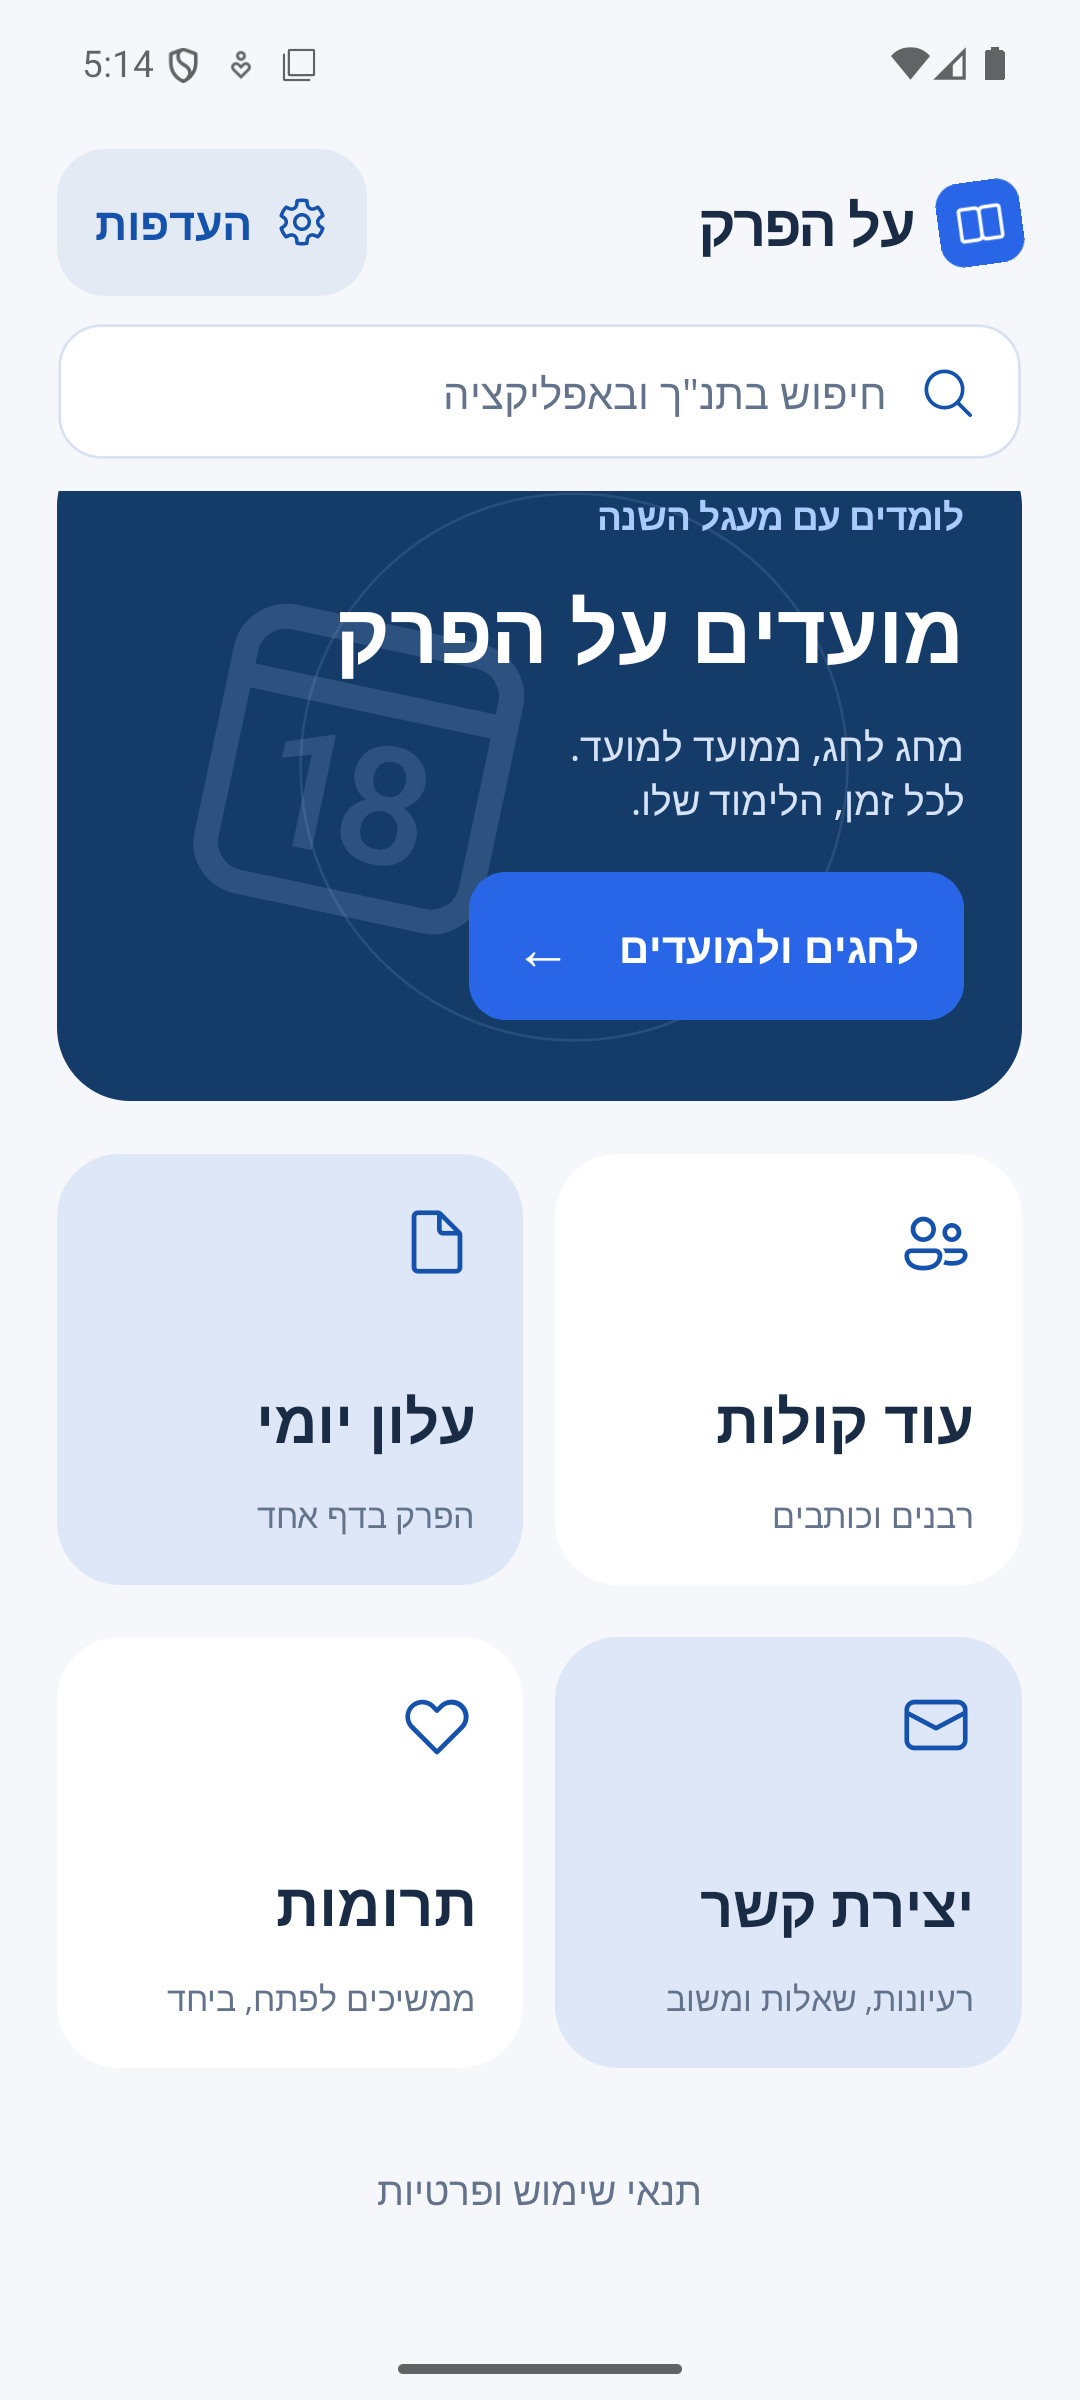 5:14
על הפרק
העדפות
חיפוש בתנ"ך ובאפליקציה
לומדים עם מעגל השנה
מועדים על הפרק
18
מחג לחג, ממועד למועד.
לכל זמן, הלימוד שלו.
לחגים ולמועדים ←
עוד קולות
רבנים וכותבים
עלון יומי
הפרק בדף אחד
יצירת קשר
רעיונות, שאלות ומשוב
תרומות
ממשיכים לפתח, ביחד
תנאי שימוש ופרטיות